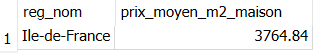 reg_nom prix_moyen_m2_maison
1 Ile-de-France 3764.84